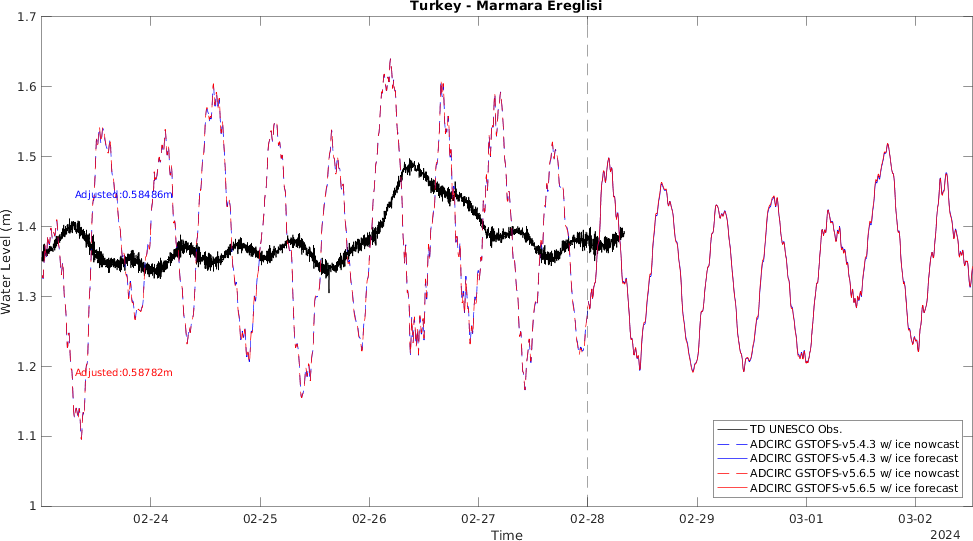 Turkey - Marmara Ereglisi
1.7
1.6
1.5
1.4
1.3
1.2
1.1
1
Water Level (m)
Adjusted:0.58486m
Adjusted:0.58782m
TD UNESCO Obs.
ADCIRC GSTOFS-v5.4.3 w/ ice nowcast
ADCIRC GSTOFS-v5.4.3 w/ ice forecast
ADCIRC GSTOFS-v5.6.5 w/ ice nowcast
ADCIRC GSTOFS-v5.6.5 w/ ice forecast
02-24 02-25 02-26 02-27 02-28 02-29 03-01 03-02
Time
2024